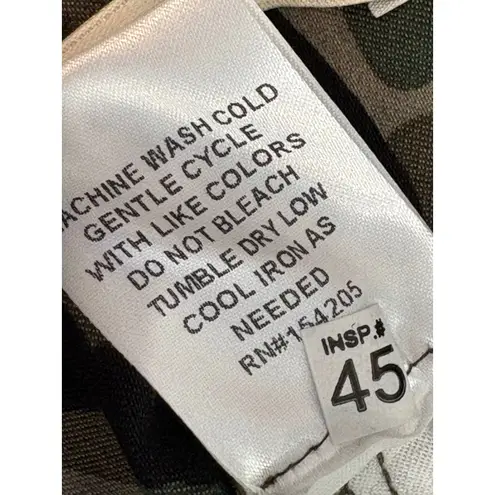 MACHINE WASH COLD
GENTLE CYCLE
WITH LIKE COLORS
DO NOT BLEACH
TUMBLE DRY LOW
COOL IRON AS
NEEDED
RN#154205
INSP.#
45